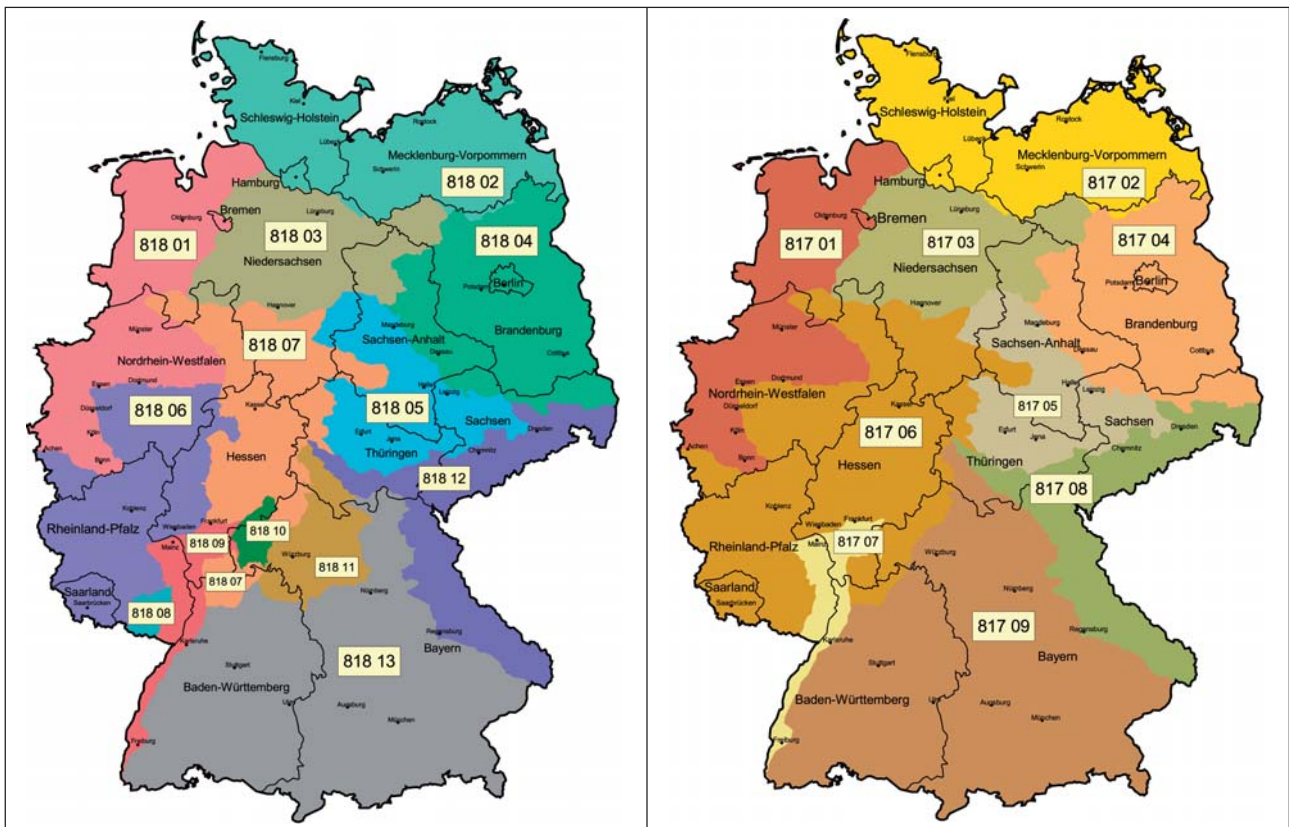 Flensburg
Kiel
Schleswig-Holstein
Rostock
Lübeck
Mecklenburg-Vorpommern
Schwerin
818 02
Hamburg
Oldenburg
Bremen
Lüneburg
818 01
818 03
818 04
Niedersachsen
Berlin
Potsdam
Hannover
Münster
Magdeburg
Brandenburg
818 07
Sachsen-Anhalt
Nordrhein-Westfalen
Dessau
Cottbus
Essen
Dortmund
Halle
Leipzig
Düsseldorf
818 06
Kassel
818 05
Sachsen
Köln
Erfurt
Jena
Dresden
Achen
Bonn
Hessen
Thüringen
Chemnitz
818 12
Koblenz
Rheinland-Pfalz
Wiesbaden
Frankfurt
818 10
Mainz
818 09
Würzburg
818 11
818 07
Saarland
Saarbrücken
818 08
Nürnberg
Karlsruhe
Regensburg
Bayern
Stuttgart
818 13
Baden-Württemberg
Ulm
Augsburg
München
Freiburg
Flensburg
Kiel
Schleswig-Holstein
Rostock
Lübeck
Mecklenburg-Vorpommern
Schwerin
817 02
Hamburg
Oldenburg
Bremen
Lüneburg
817 01
817 03
817 04
Niedersachsen
Berlin
Potsdam
Hannover
Münster
Magdeburg
Brandenburg
Sachsen-Anhalt
Dessau
Cottbus
Essen
Dortmund
Nordrhein-Westfalen
Halle
Leipzig
Düsseldorf
Kassel
817 05
Sachsen
817 06
Köln
Erfurt
Jena
Dresden
Achen
Bonn
Hessen
Thüringen
Chemnitz
817 08
Koblenz
Rheinland-Pfalz
Wiesbaden
Frankfurt
Mainz
817 07
Würzburg
Saarland
Saarbrücken
Nürnberg
Karlsruhe
817 09
Regensburg
Bayern
Stuttgart
Baden-Württemberg
Ulm
Augsburg
München
Freiburg